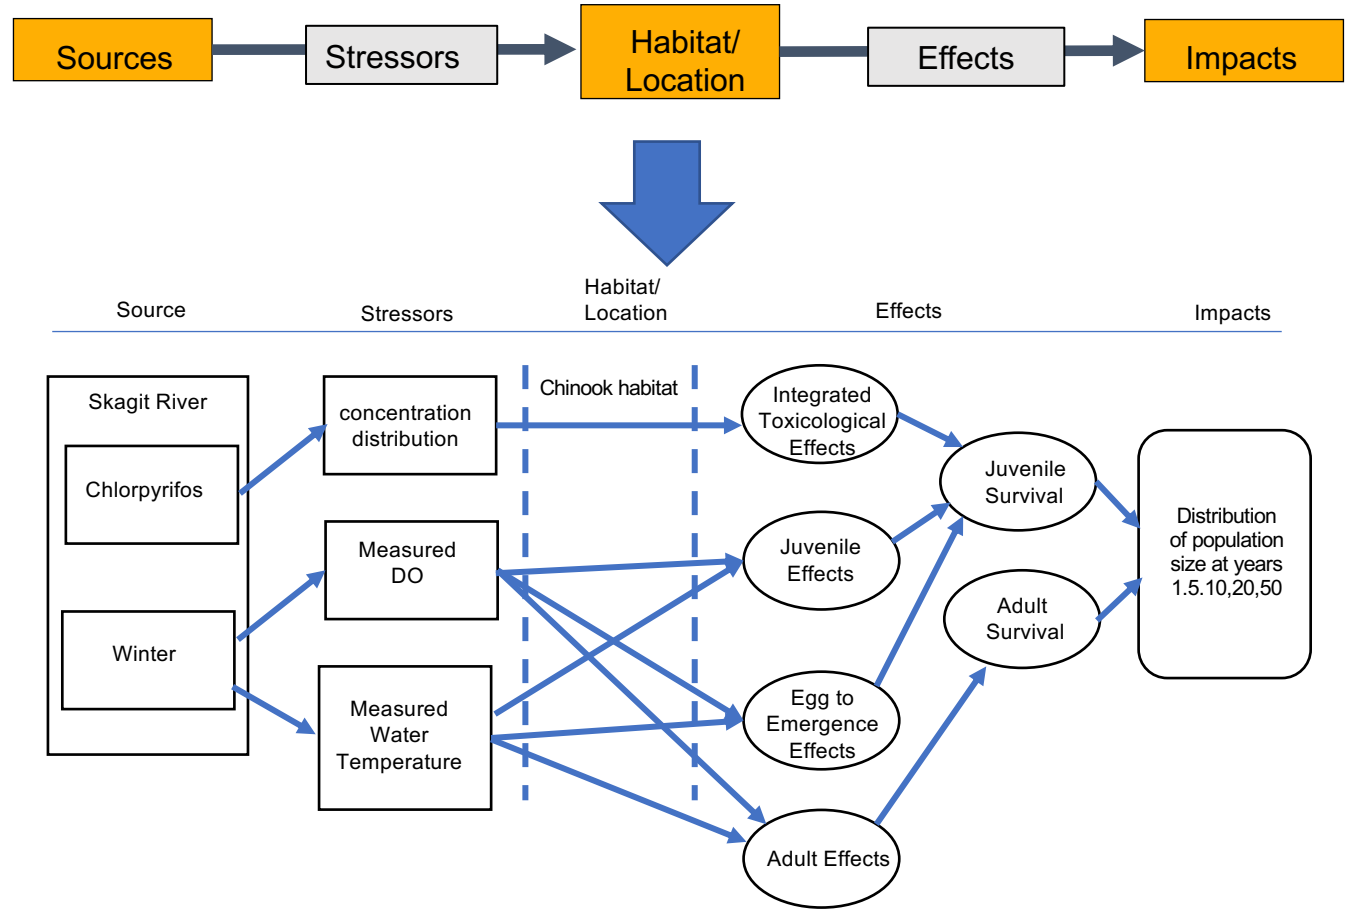 Sources
Stressors
Habitat/
Location
Effects
Impacts
Source
Stressors
Habitat/
Location
Effects
Impacts
Skagit River
Chlorpyrifos
Winter
concentration
distribution
Measured
DO
Measured
Water
Temperature
Chinook habitat
Integrated
Toxicological
Effects
Juvenile
Effects
Egg to
Emergence
Effects
Adult Effects
Juvenile
Survival
Adult
Survival
Distribution
of population
size at years
1.5.10,20,50